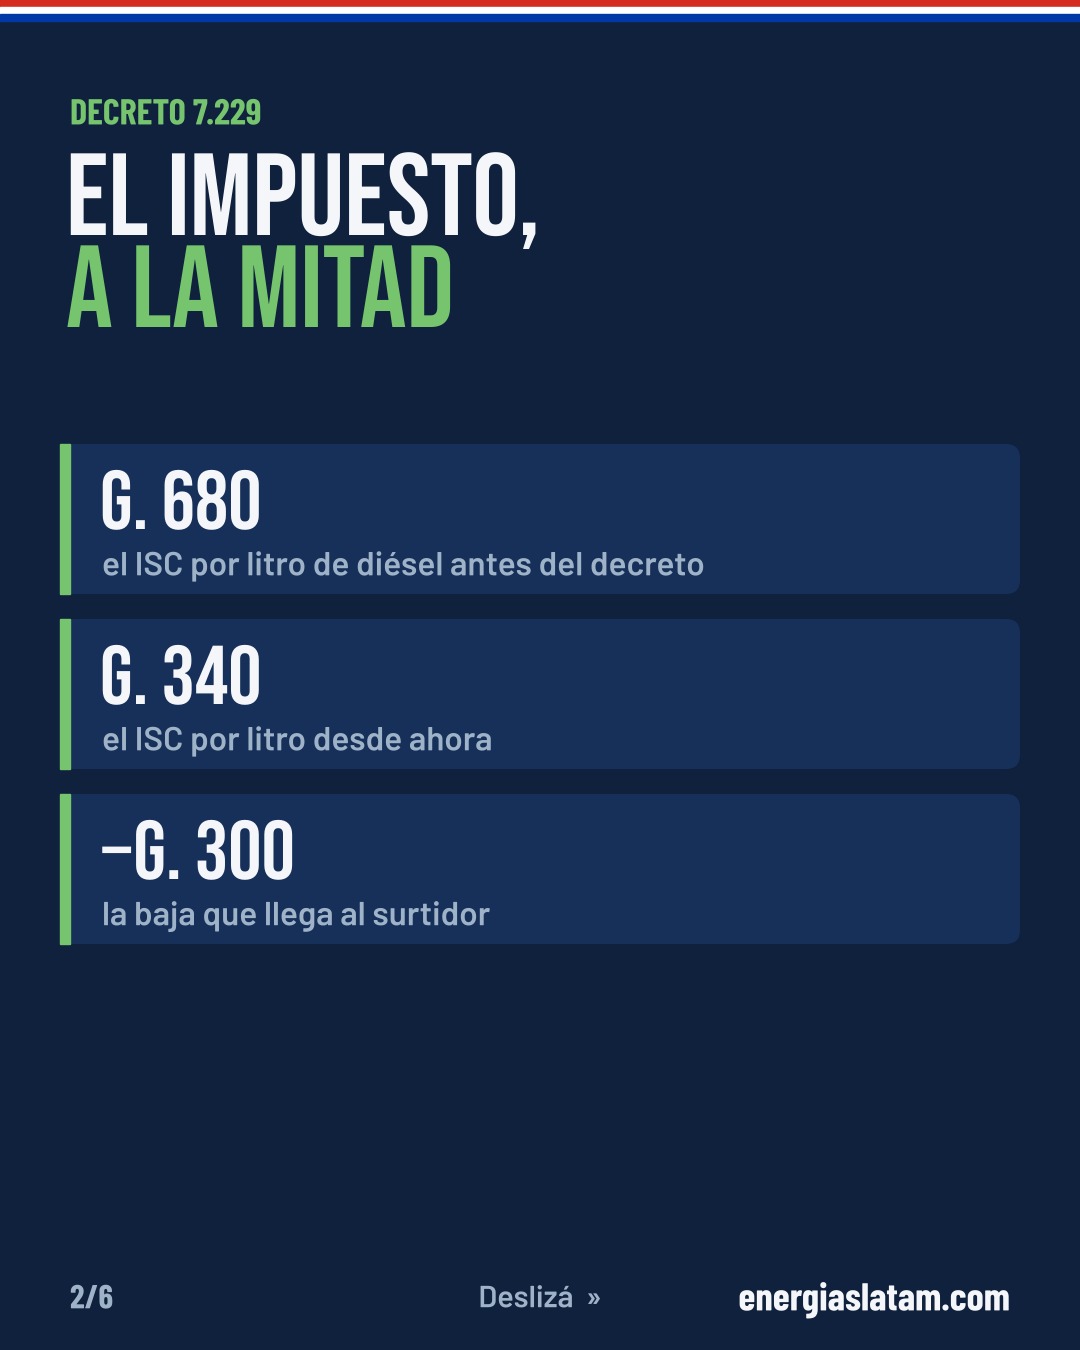 DECRETO 7.229
EL IMPUESTO,
A LA MITAD
G. 680
el ISC por litro de diésel antes del decreto
G. 340
el ISC por litro desde ahora
−G. 300
la baja que llega al surtidor
2/6
Deslizá »
energiaslatam.com